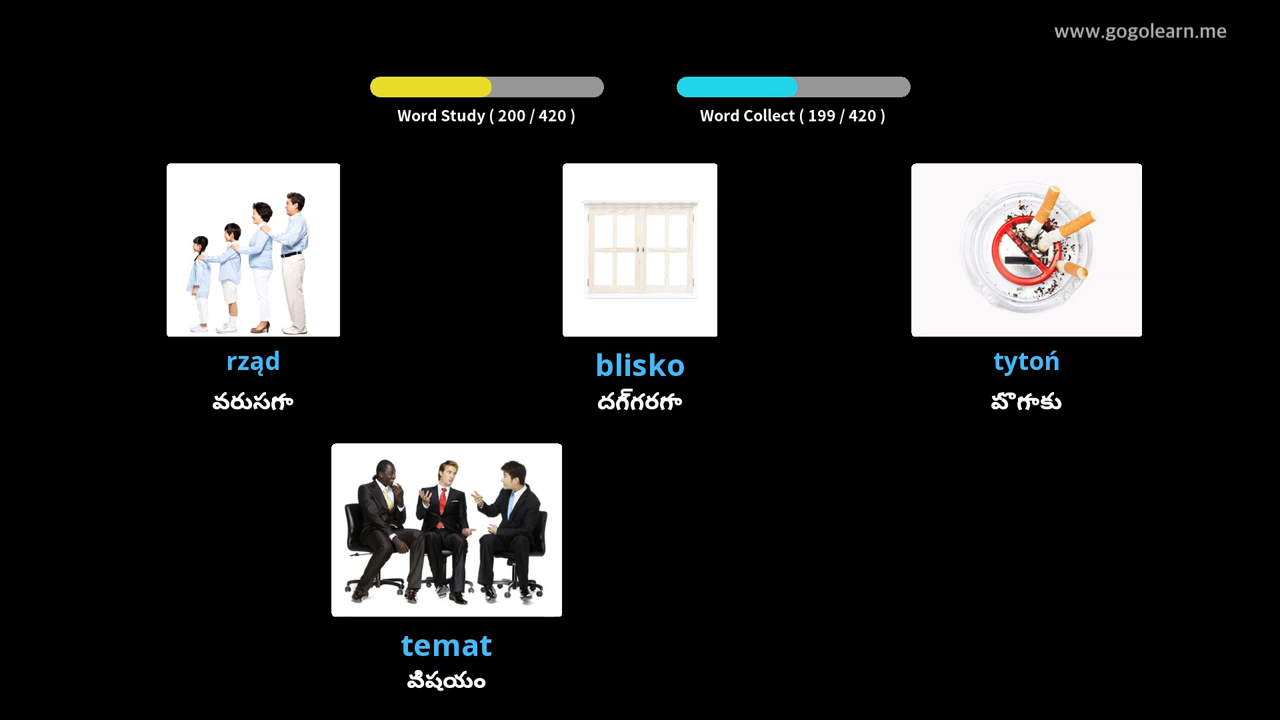 www.gogolearn.me
Word Study ( 200 / 420 )
Word Collect ( 199 / 420 )
rząd
వరుసగా
blisko
దగ్గరగా
tytoń
పొగాకు
temat
విషయం